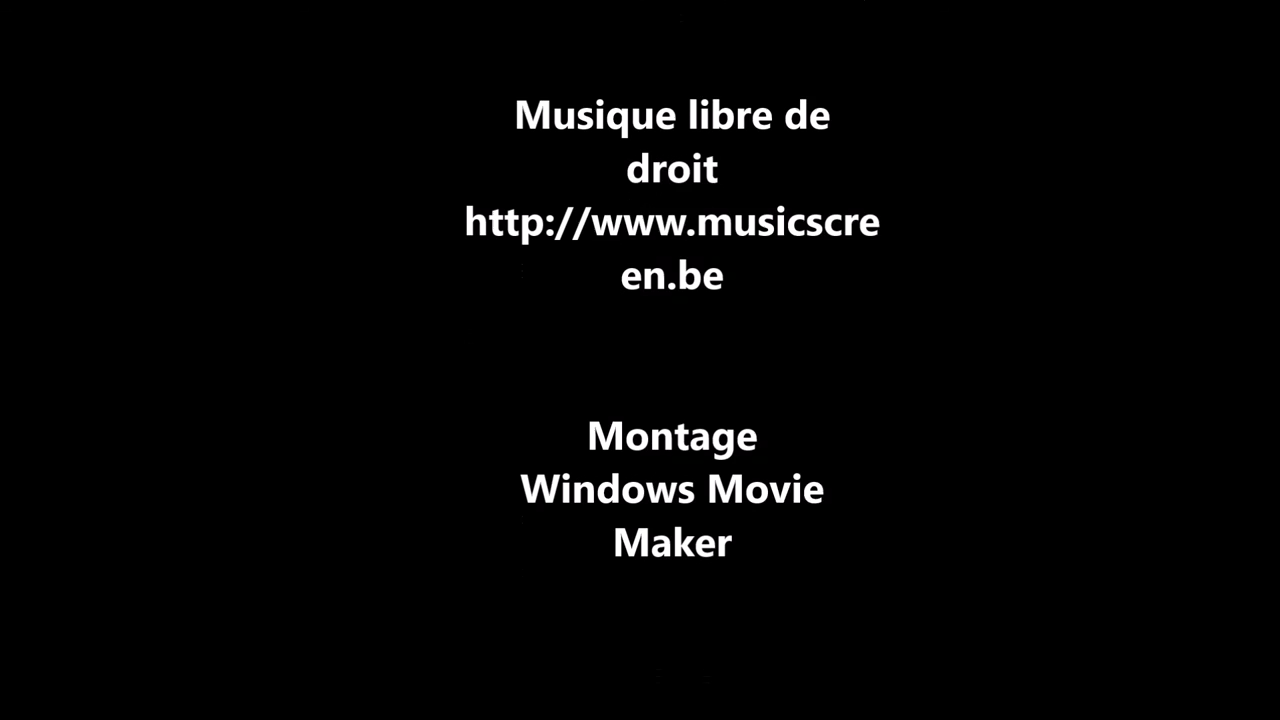 Musique libre de
droit
http://www.musicscre
en.be
Montage
Windows Movie
Maker